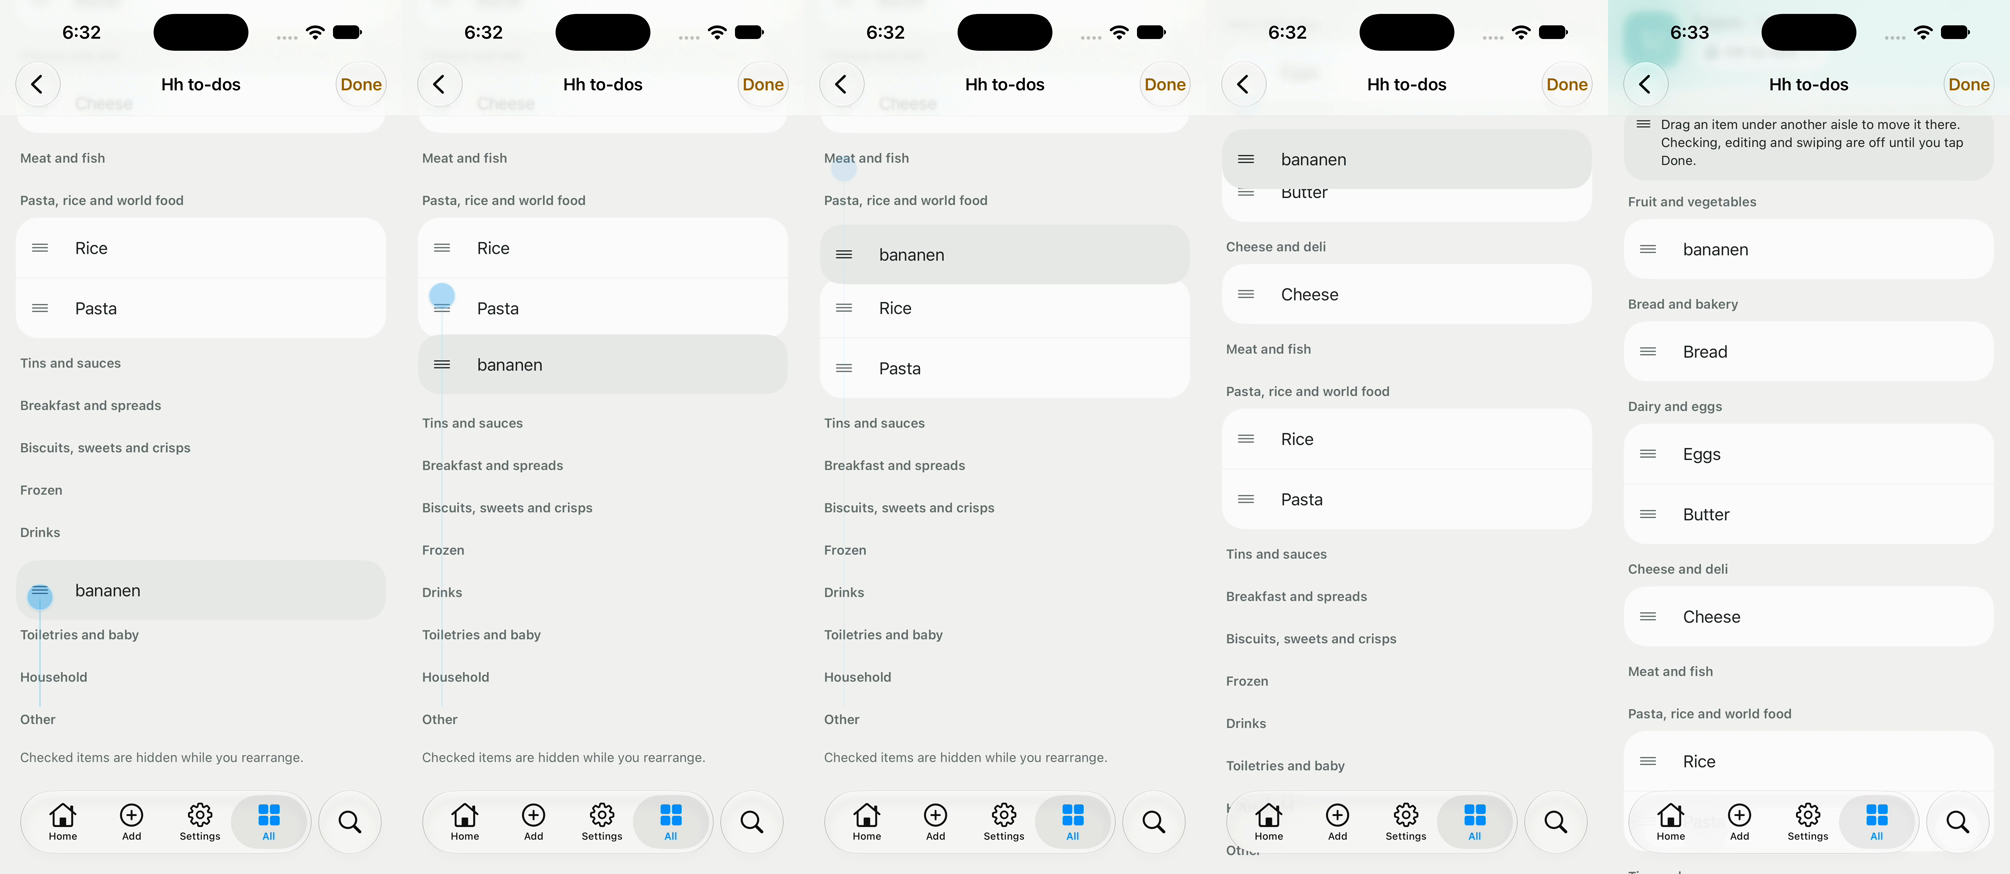 6:32
Hh to-dos
Done
Cheese
Meat and fish
Pasta, rice and world food
Rice
Pasta
Tins and sauces
Breakfast and spreads
Biscuits, sweets and crisps
Frozen
Drinks
bananen
Toiletries and baby
Household
Other
Checked items are hidden while you rearrange.
Home
Add
Settings
All
6:32
Hh to-dos
Done
Cheese
Meat and fish
Pasta, rice and world food
Rice
Pasta
bananen
Tins and sauces
Breakfast and spreads
Biscuits, sweets and crisps
Frozen
Drinks
Toiletries and baby
Household
Other
Checked items are hidden while you rearrange.
Home
Add
Settings
All
6:32
Hh to-dos
Done
Cheese
Meat and fish
Pasta, rice and world food
bananen
Rice
Pasta
Tins and sauces
Breakfast and spreads
Biscuits, sweets and crisps
Frozen
Drinks
Toiletries and baby
Household
Other
Checked items are hidden while you rearrange.
Home
Add
Settings
All
6:32
Eggs
Hh to-dos
Done
bananen
Butter
Cheese and deli
Cheese
Meat and fish
Pasta, rice and world food
Rice
Pasta
Tins and sauces
Breakfast and spreads
Biscuits, sweets and crisps
Frozen
Drinks
Toiletries and baby
Home
Add
Settings
All
Other
6:33
Hh to-dos
Done
Drag an item under another aisle to move it there.
Checking, editing and swiping are off until you tap
Done.
Fruit and vegetables
bananen
Bread and bakery
Bread
Dairy and eggs
Eggs
Butter
Cheese and deli
Cheese
Meat and fish
Pasta, rice and world food
Rice
Pasta
Home
Add
Settings
All